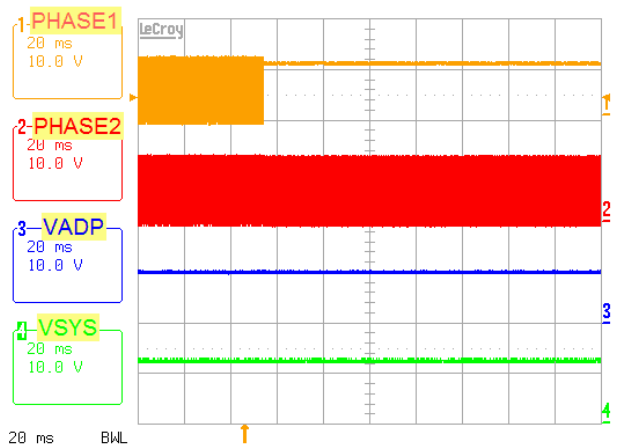 1 PHASE1
20 ms
10.0 V
LeCroy
1
2 PHASE2
20 ms
10.0 V
2
3 VADP
20 ms
10.0 V
3
4 VSYS
20 ms
10.0 V
4
20 ms BWL